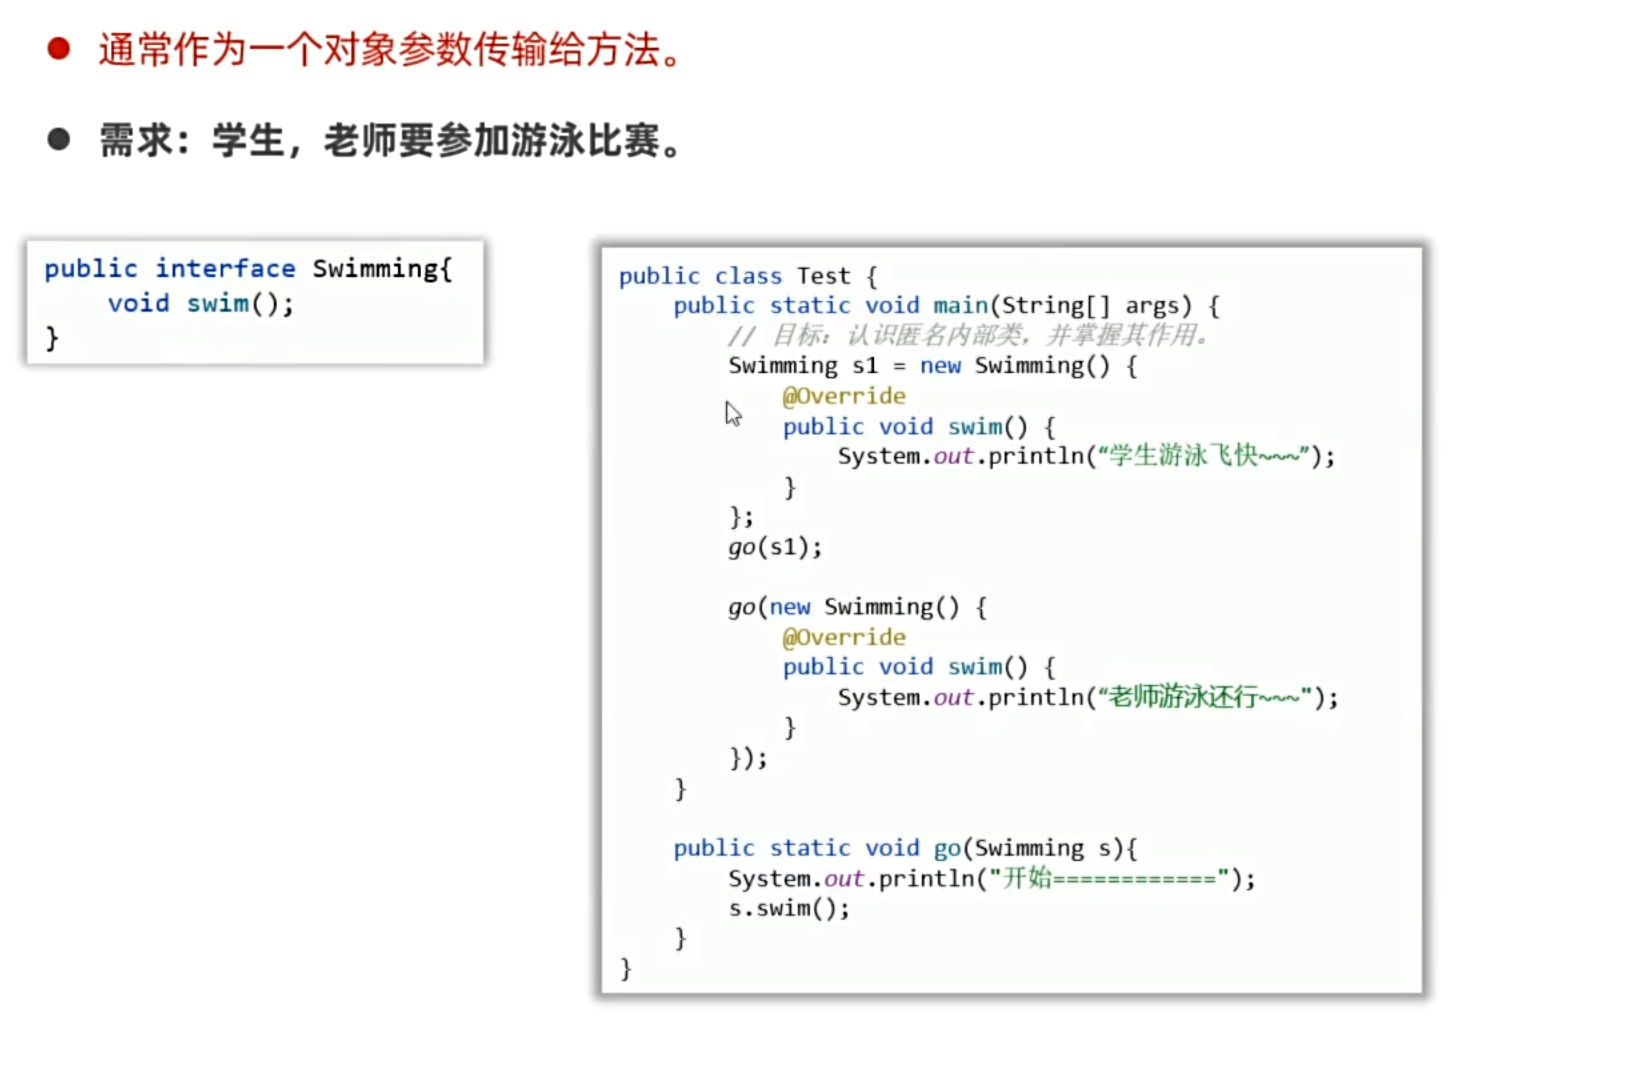 通常作为一个对象参数传输给方法。
需求：学生，老师要参加游泳比赛。
public interface Swimming{
    void swim();
}
public class Test {
    public static void main(String[] args) {
        // 目标：认识匿名内部类，并掌握其作用。
        Swimming s1 = new Swimming() {
            @Override
            public void swim() {
                System.out.println(“学生游泳飞快~~~”);
            }
        };
        go(s1);

        go(new Swimming() {
            @Override
            public void swim() {
                System.out.println(“老师游泳还行~~~");
            }
        });
    }

    public static void go(Swimming s){
        System.out.println("开始============");
        s.swim();
    }
}